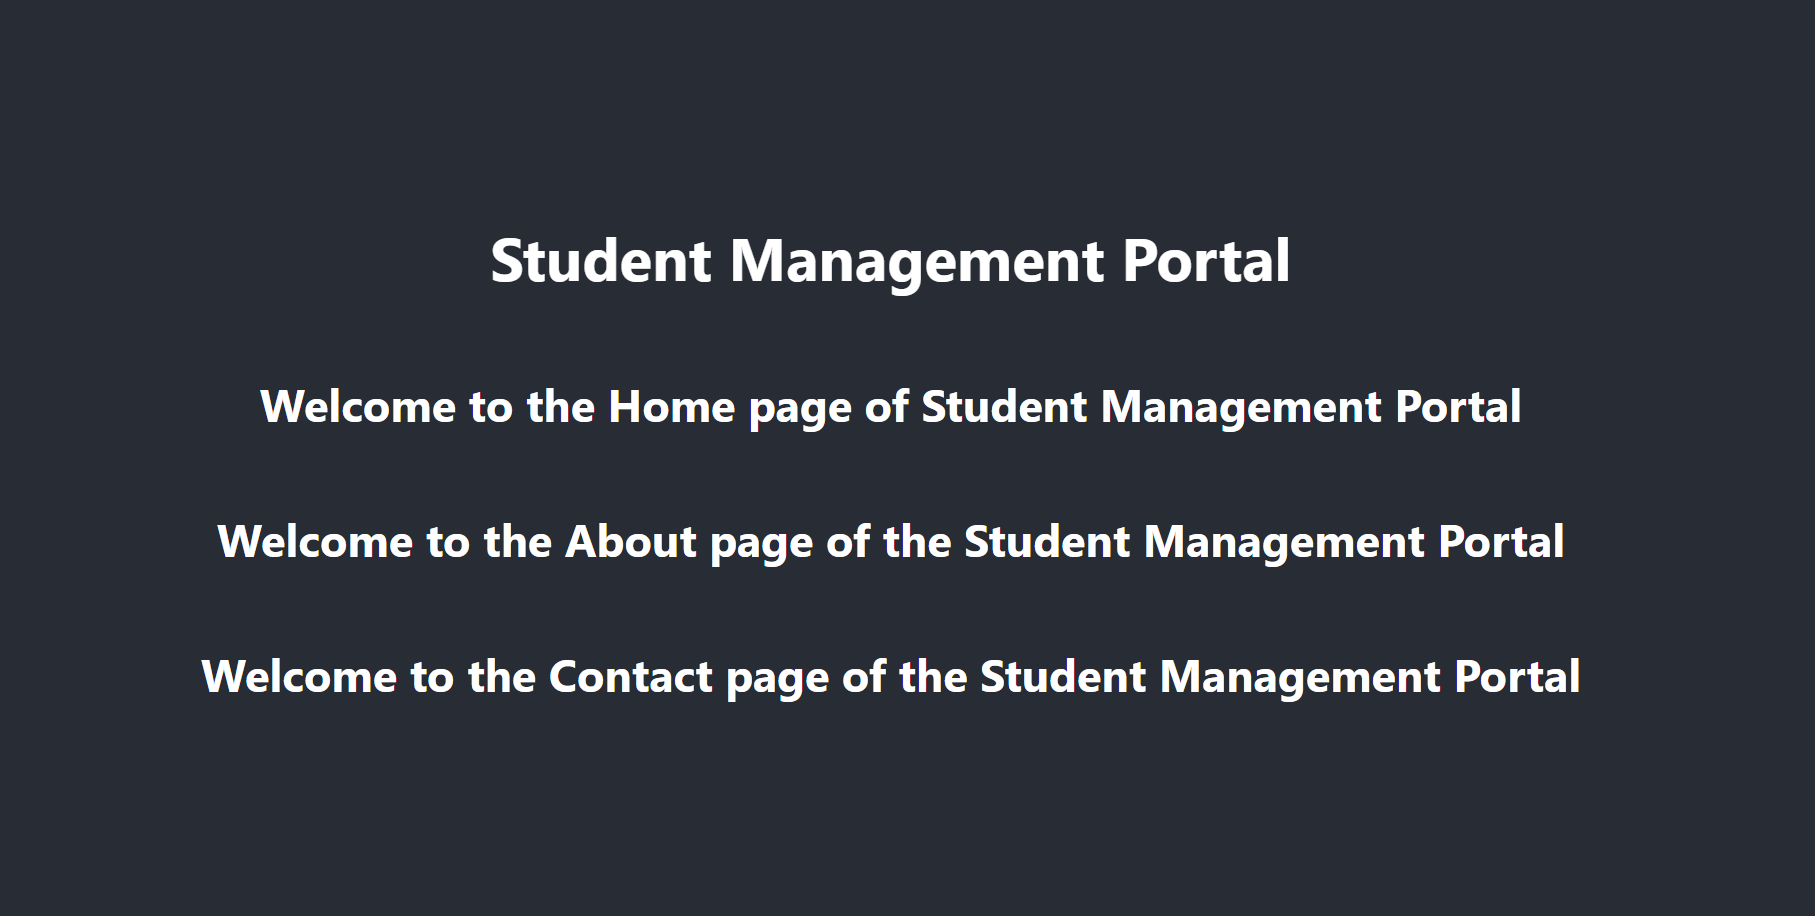 Student Management Portal
Welcome to the Home page of Student Management Portal
Welcome to the About page of the Student Management Portal
Welcome to the Contact page of the Student Management Portal